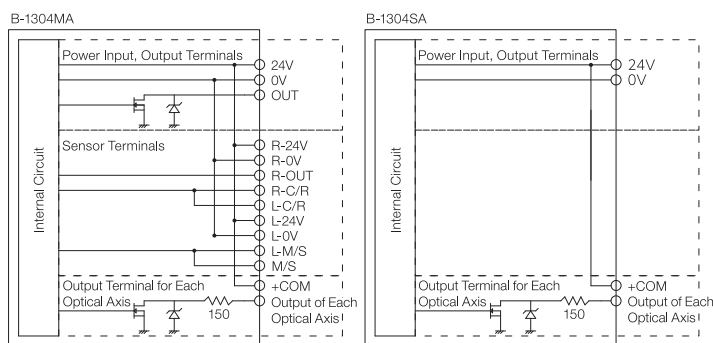 B-1304MA
Power Input, Output Terminals
24V
0V
OUT
Internal Circuit
Sensor Terminals
R-24V
R-0V
R-OUT
R-C/R
L-C/R
L-24V
L-0V
L-M/S
M/S
Output Terminal for Each
Optical Axis
150
+COM
Output of Each
Optical Axis
B-1304SA
Power Input, Output Terminals
24V
0V
Internal Circuit
Output Terminal for Each
Optical Axis
150
+COM
Output of Each
Optical Axis